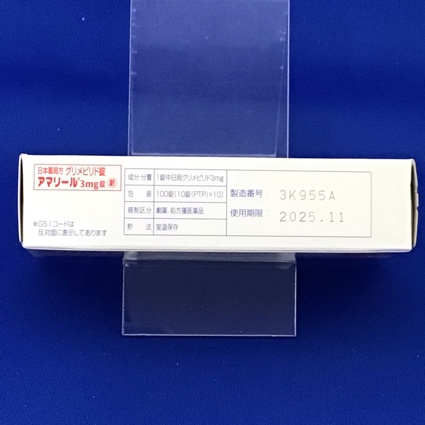 日本薬局方 グリメピリド錠
アマリール 3mg錠 劇
※GS1コードは
反対面に表示してあります
成分・分量 1錠中日局グリメピリド3mg
包 装 100錠(10錠(PTP)×10)
規制区分 劇薬、処方箋医薬品
貯 法 室温保存
製造番号 3K955A
使用期限 2025.11